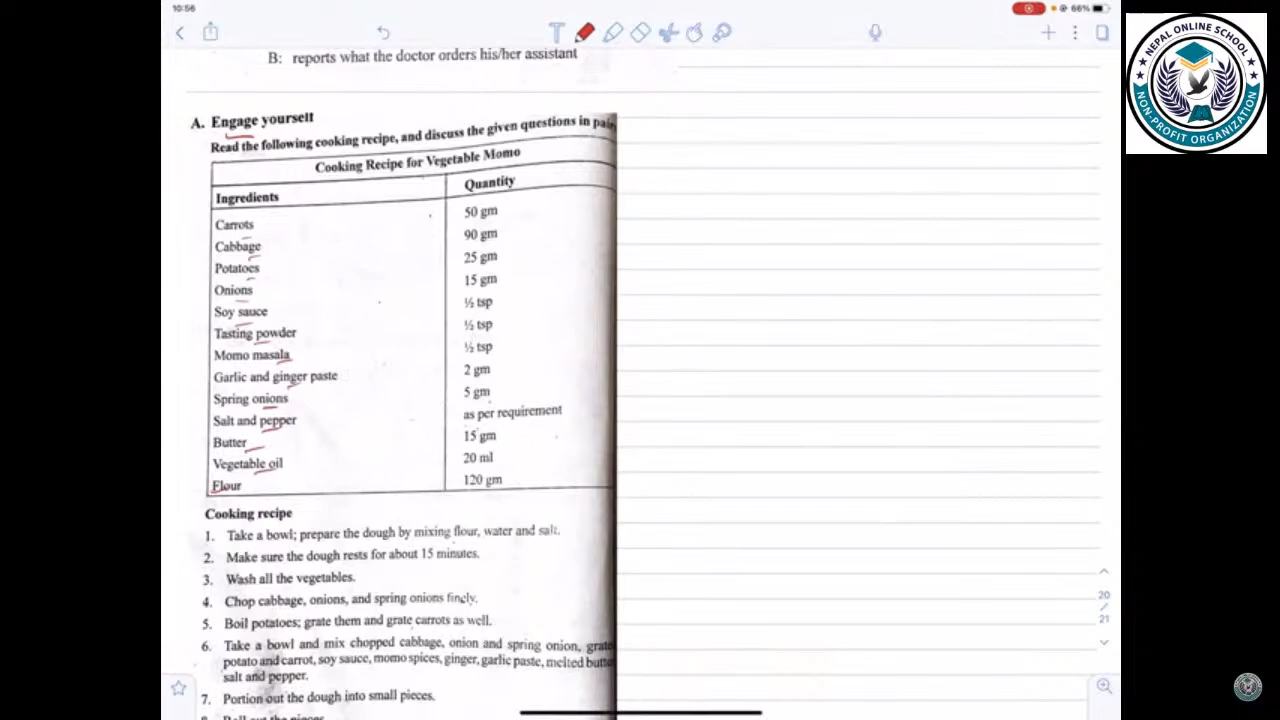 10:56
66%
B: reports what the doctor orders his/her assistant
A. Engage yourself
Read the following cooking recipe, and discuss the given questions in
Cooking Recipe for Vegetable Momo
Ingredients Quantity
Carrots 50 gm
Cabbage 90 gm
Potatoes 25 gm
Onions 15 gm
Soy sauce ½ tsp
Tasting powder ½ tsp
Momo masala ½ tsp
Garlic and ginger paste 2 gm
Spring onions 5 gm
Salt and pepper as per requirement
Butter 15 gm
Vegetable oil 20 ml
Flour 120 gm
Cooking recipe
1. Take a bowl; prepare the dough by mixing flour, water and salt.
2. Make sure the dough rests for about 15 minutes.
3. Wash all the vegetables.
4. Chop cabbage, onions, and spring onions finely.
5. Boil potatoes; grate them and grate carrots as well.
6. Take a bowl and mix chopped cabbage, onion and spring onion,
potato and carrot, soy sauce, momo spices, ginger, garlic paste, melted
salt and pepper.
7. Portion out the dough into small pieces.
NEPAL ONLINE SCHOOL
NON-PROFIT ORGANIZATION
20
/
21